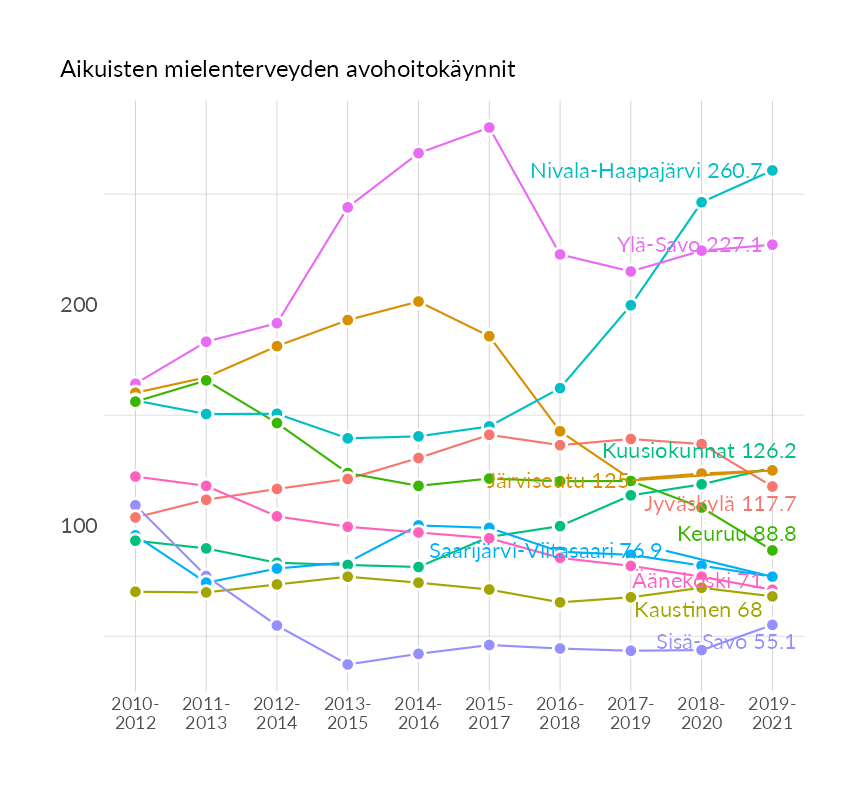 Aikuisten mielenterveyden avohoitokäynnit
Nivala-Haapajärvi 260.7
Ylä-Savo 227.1
200
Kuusiokunnat 126.2
Järviseutu 125
Jyväskylä 117.7
100
Keuruu 88.8
Saarijärvi-Viitasaari 76.9
Äänekoski 71
Kaustinen 68
Sisä-Savo 55.1
2010- 2011- 2012- 2013- 2014- 2015- 2016- 2017- 2018- 2019-
2012 2013 2014 2015 2016 2017 2018 2019 2020 2021